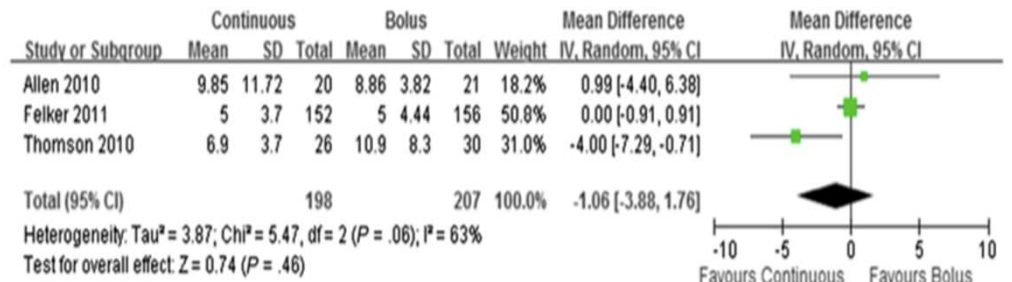 Continuous Bolus Mean Difference Mean Difference
Study or Subgroup Mean SD Total Mean SD Total Weight IV, Random, 95% CI IV, Random, 95% CI
Allen 2010 9.85 11.72 20 8.86 3.82 21 18.2% 0.99 [-4.40, 6.38]
Felker 2011 5 3.7 152 5 4.44 156 50.8% 0.00 [-0.91, 0.91]
Thomson 2010 6.9 3.7 26 10.9 8.3 30 31.0% -4.00 [-7.29, -0.71]
Total (95% CI) 198 207 100.0% -1.06 [-3.88, 1.76]
Heterogeneity: Tau² = 3.87; Chi² = 5.47, df = 2 (P = .06); I² = 63%
Test for overall effect: Z = 0.74 (P = .46)
-10 -5 0 5 10
Favours Continuous Favours Bolus